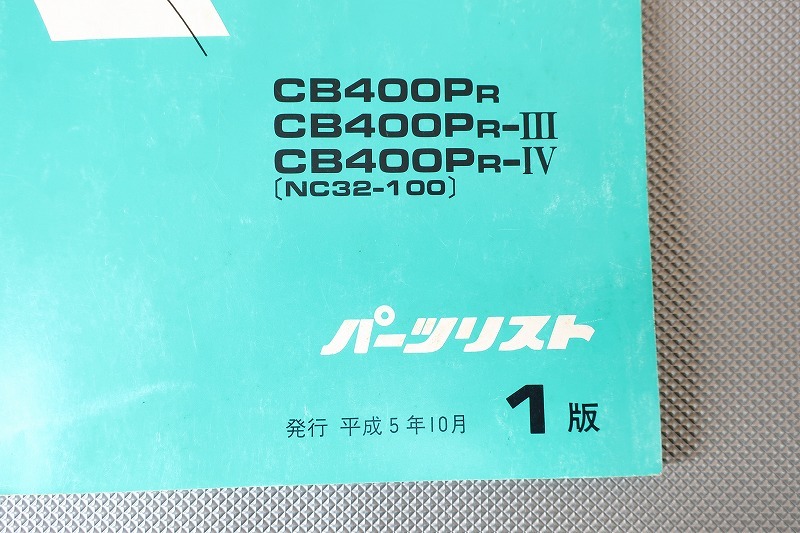 CB400PR
CB400PR-III
CB400PR-IV
〔NC32-100〕
パーツリスト
発行 平成5年10月 1版